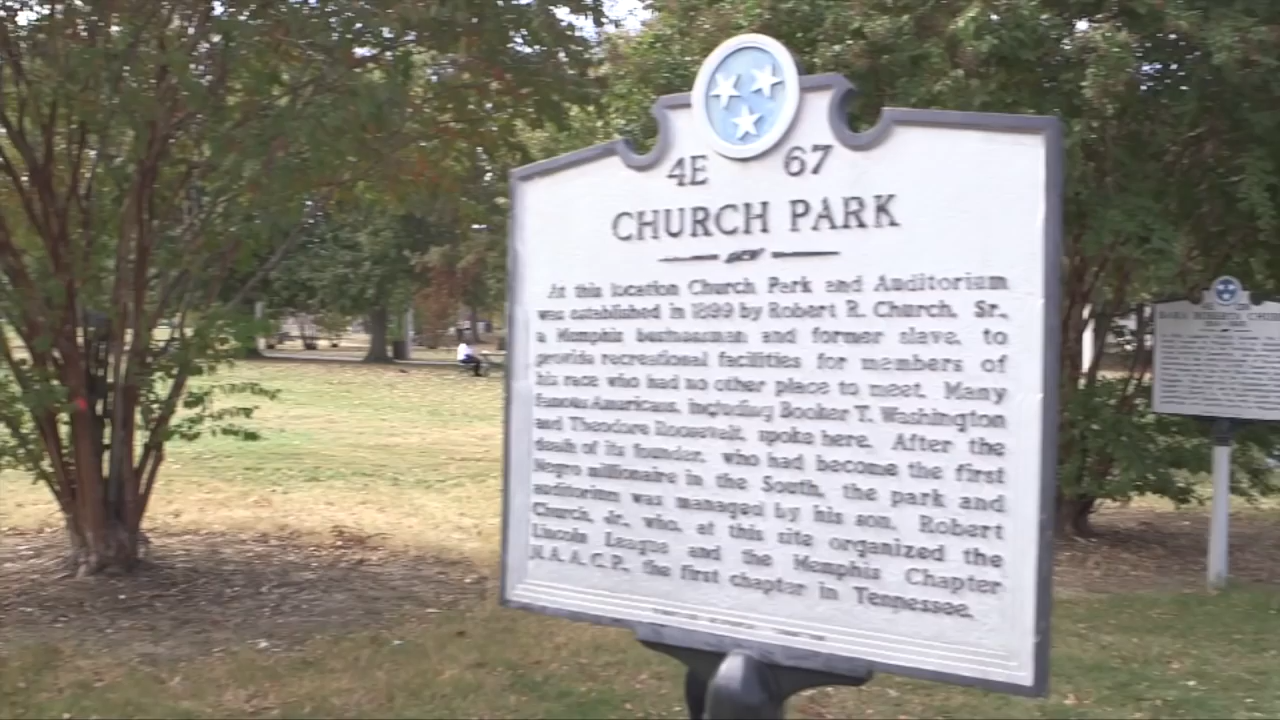 4E 67
CHURCH PARK
At this location Church Park and Auditorium
was established in 1899 by Robert R. Church, Sr.,
a Memphis businessman and former slave, to
provide recreational facilities for members of
his race who had no other place to meet. Many
famous Americans, including Booker T. Washington
and Theodore Roosevelt, spoke here. After the
death of its founder, who had become the first
Negro millionaire in the South, the park and
auditorium was managed by his son, Robert
Church, Jr., who, at this site organized the
Lincoln League and the Memphis Chapter
N.A.A.C.P., the first chapter in Tennessee.